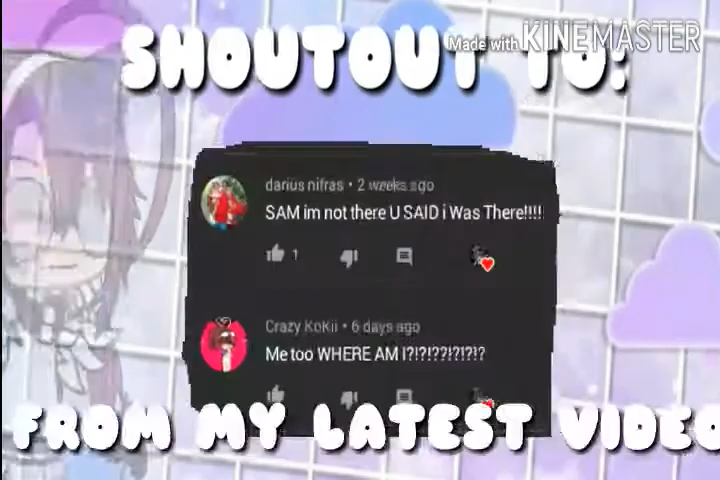 SHOUTOUT TO:
Made with KINEMASTER
darius nifras • 2 weeks ago
SAM im not there U SAID i Was There!!!!
1
Crazy KoKii • 6 days ago
Me too WHERE AM I?!?!??!?!?!?
FROM MY LATEST VIDEO